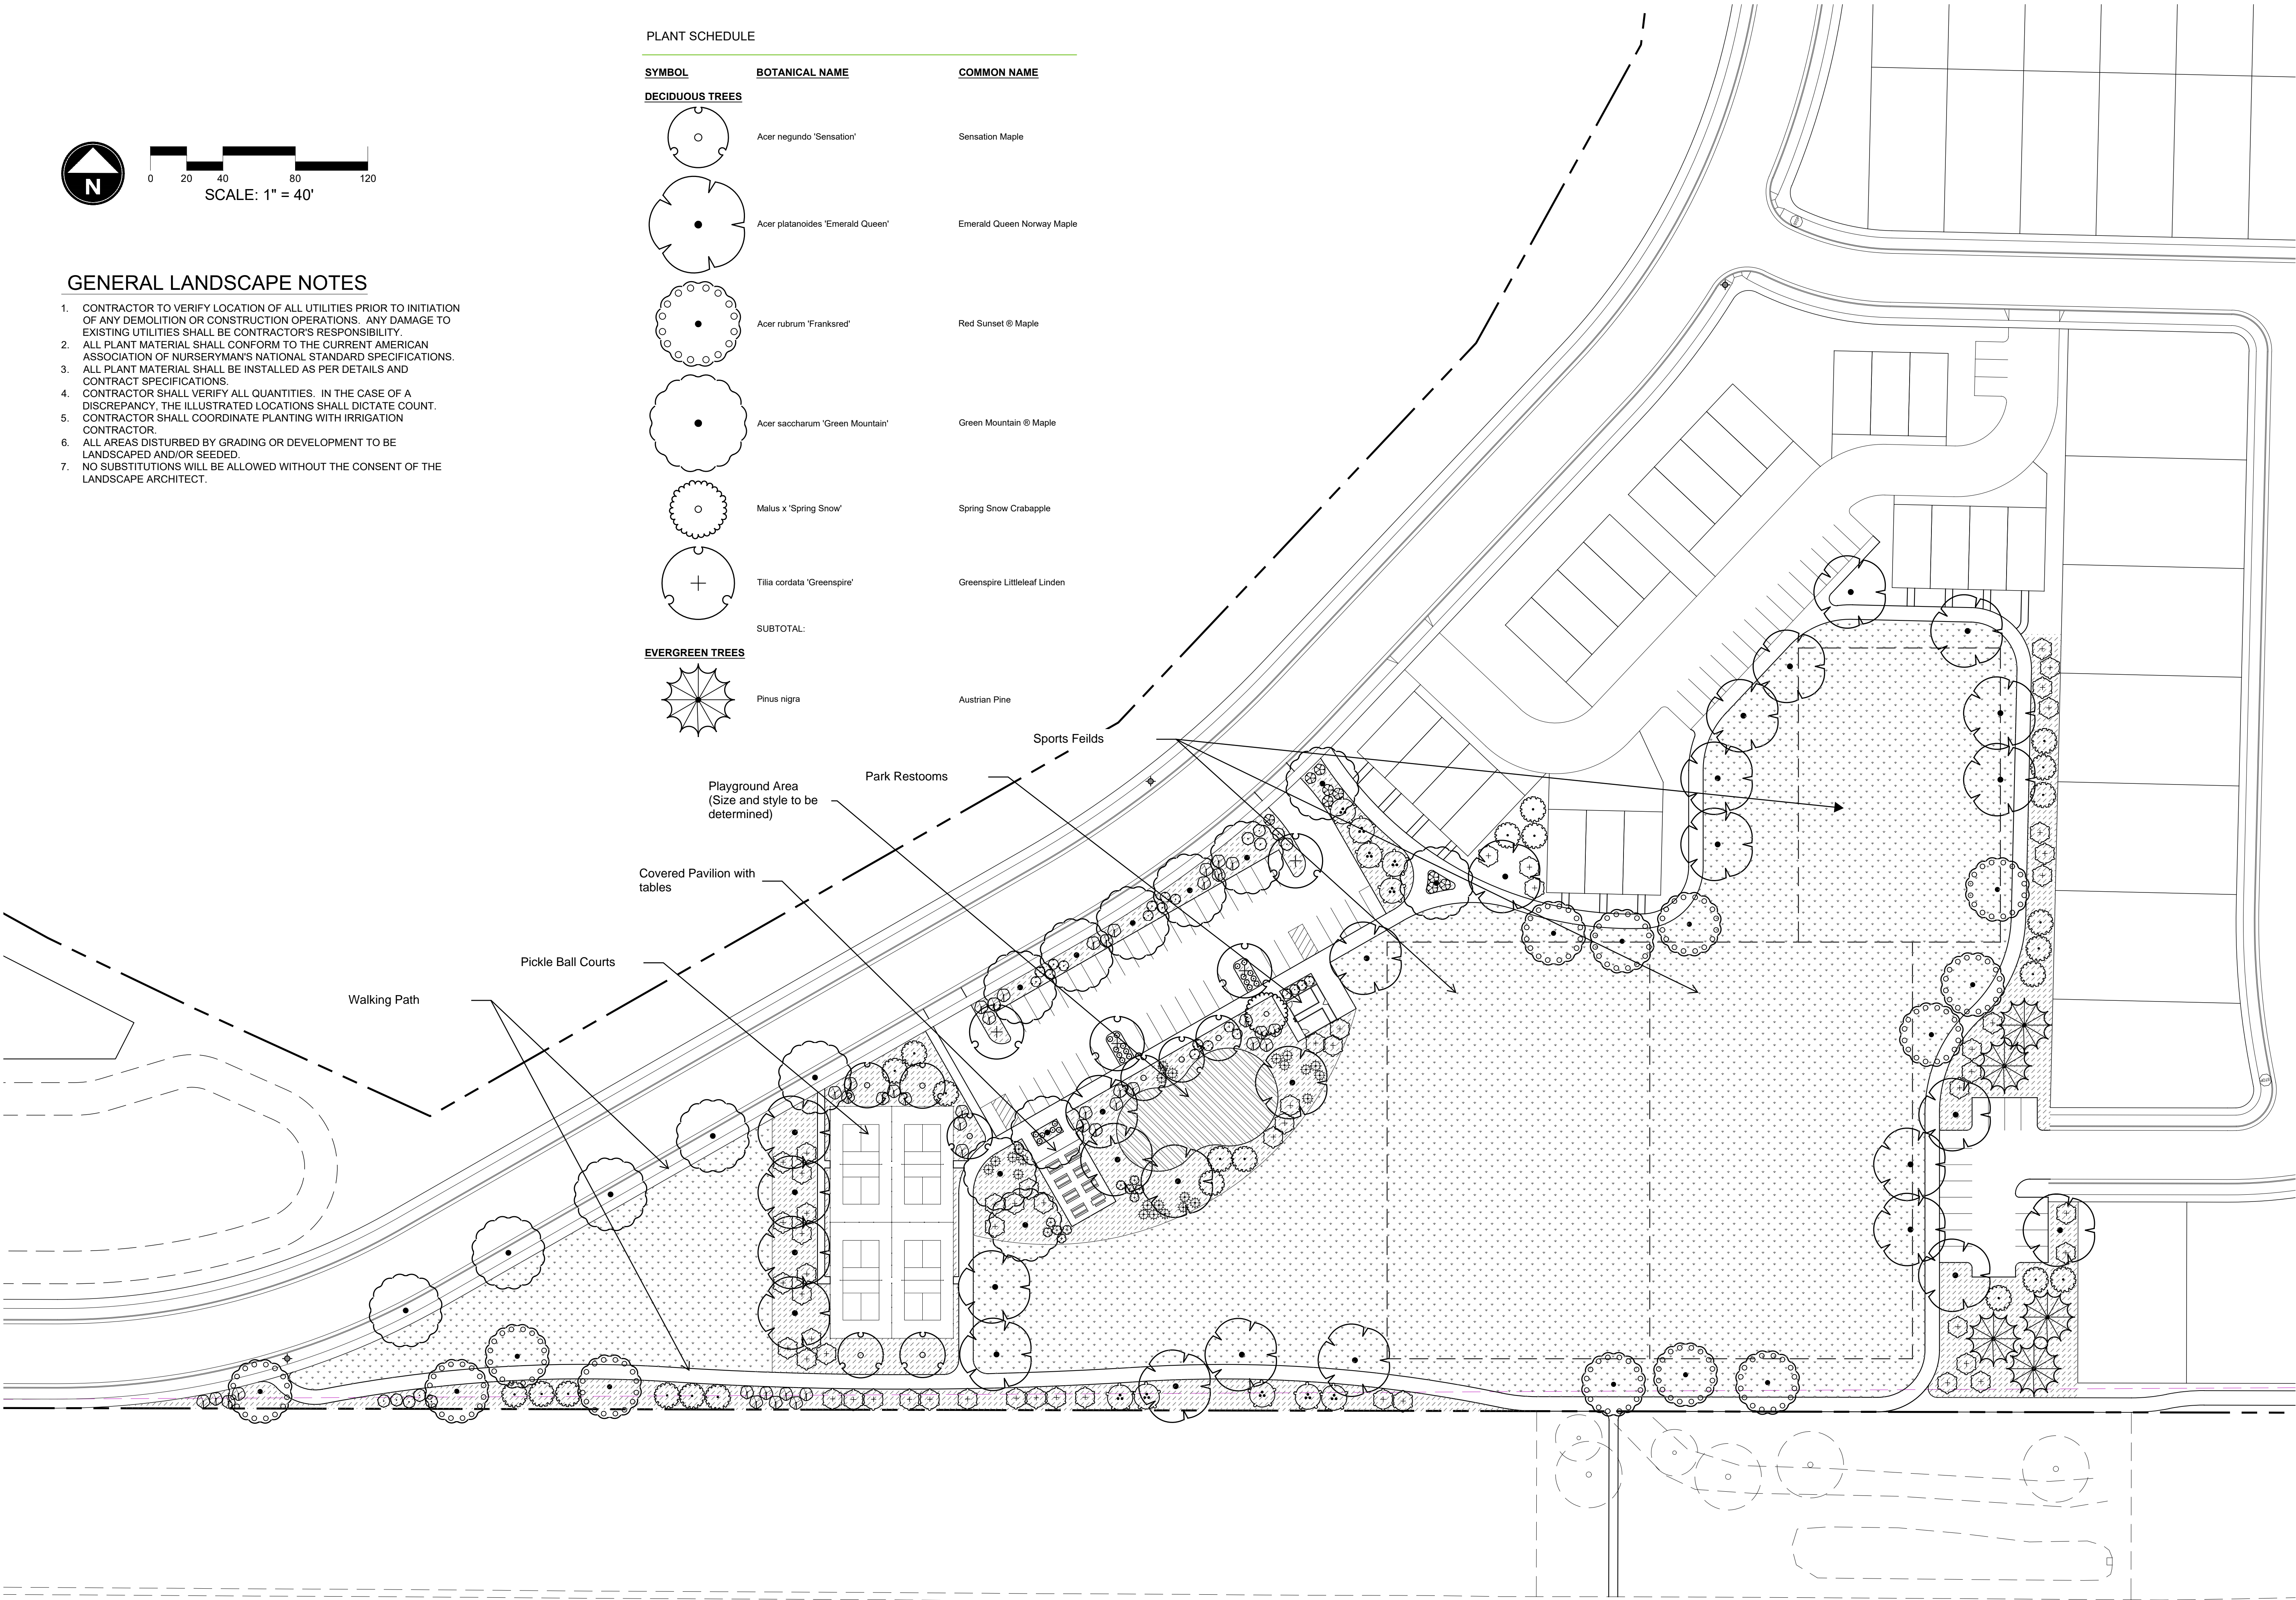 PLANT SCHEDULE
SYMBOL BOTANICAL NAME COMMON NAME
DECIDUOUS TREES
Acer negundo 'Sensation' Sensation Maple
Acer platanoides 'Emerald Queen' Emerald Queen Norway Maple
Acer rubrum 'Franksred' Red Sunset ® Maple
Acer saccharum 'Green Mountain' Green Mountain ® Maple
Malus x 'Spring Snow' Spring Snow Crabapple
Tilia cordata 'Greenspire' Greenspire Littleleaf Linden
SUBTOTAL:
EVERGREEN TREES
Pinus nigra Austrian Pine
N
0 20 40 80 120
SCALE: 1" = 40'
GENERAL LANDSCAPE NOTES
1. CONTRACTOR TO VERIFY LOCATION OF ALL UTILITIES PRIOR TO INITIATION
OF ANY DEMOLITION OR CONSTRUCTION OPERATIONS. ANY DAMAGE TO
EXISTING UTILITIES SHALL BE CONTRACTOR'S RESPONSIBILITY.
2. ALL PLANT MATERIAL SHALL CONFORM TO THE CURRENT AMERICAN
ASSOCIATION OF NURSERYMAN'S NATIONAL STANDARD SPECIFICATIONS.
3. ALL PLANT MATERIAL SHALL BE INSTALLED AS PER DETAILS AND
CONTRACT SPECIFICATIONS.
4. CONTRACTOR SHALL VERIFY ALL QUANTITIES. IN THE CASE OF A
DISCREPANCY, THE ILLUSTRATED LOCATIONS SHALL DICTATE COUNT.
5. CONTRACTOR SHALL COORDINATE PLANTING WITH IRRIGATION
CONTRACTOR.
6. ALL AREAS DISTURBED BY GRADING OR DEVELOPMENT TO BE
LANDSCAPED AND/OR SEEDED.
7. NO SUBSTITUTIONS WILL BE ALLOWED WITHOUT THE CONSENT OF THE
LANDSCAPE ARCHITECT.
Sports Feilds
Park Restooms
Playground Area
(Size and style to be
determined)
Covered Pavilion with
tables
Pickle Ball Courts
Walking Path